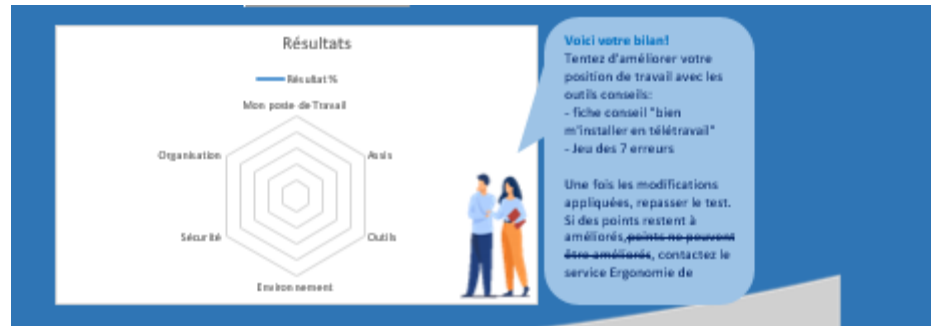 Résultats
Résultat %
Mon poste de Travail
Organisation
Assis
Sécurité
Outils
Environnement
Voici votre bilan!
Tentez d'améliorer votre
position de travail avec les
outils conseils:
- fiche conseil "bien
m'installer en télétravail"
- Jeu des 7 erreurs
Une fois les modifications
appliquées, repasser le test.
Si des points restent à
améliorés,points ne peuvent
être améliorés, contactez le
service Ergonomie de